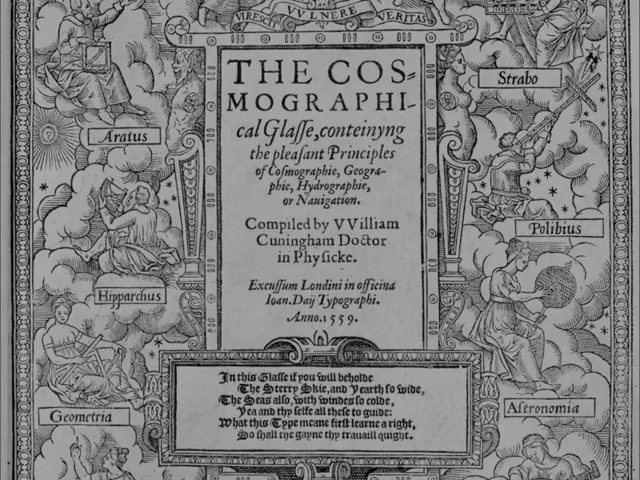 VIRESCIT VVLNERE VERITAS
THE COS=
MOGRAPHI-
cal Glasse, conteinyng
the pleasant Principles
of Cosmographie, Geogra-
phie, Hydrographie,
or Nauigation.
Compiled by VVilliam
Cuningham Doctor
in Physicke.
Excussum Londini in officina
Ioan.Daij Typographi.
Anno.1559.
In this Glasse if you will beholde
The Sterry Skie, and Yearth so wide,
The Seas also, with windes so colde,
Yea and thy selfe all these to guide:
What this Type meane first learne a right,
So shall the gayne thy trauaill quight.
Aratus
Hipparchus
Geometria
Strabo
Polibius
Astronomia